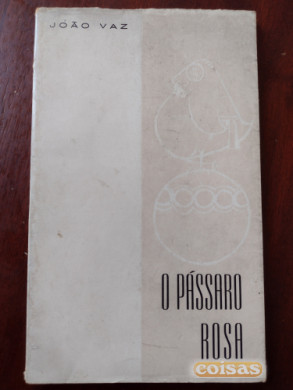 JOÃO VAZ
O PÁSSARO
ROSA
coisas